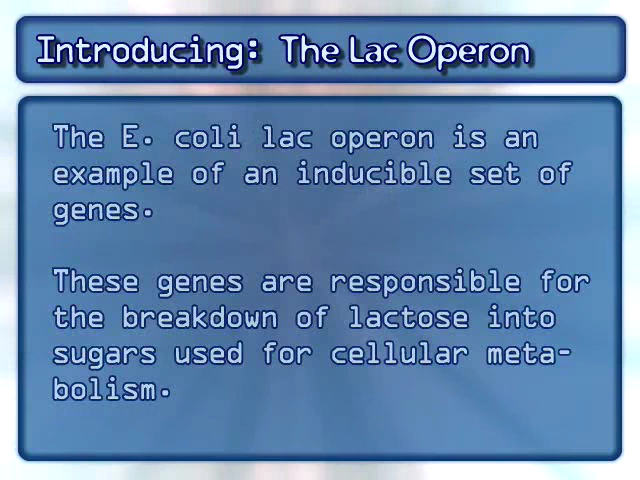 Introducing: The Lac Operon
The E. coli lac operon is an
example of an inducible set of
genes.
These genes are responsible for
the breakdown of lactose into
sugars used for cellular meta-
bolism.